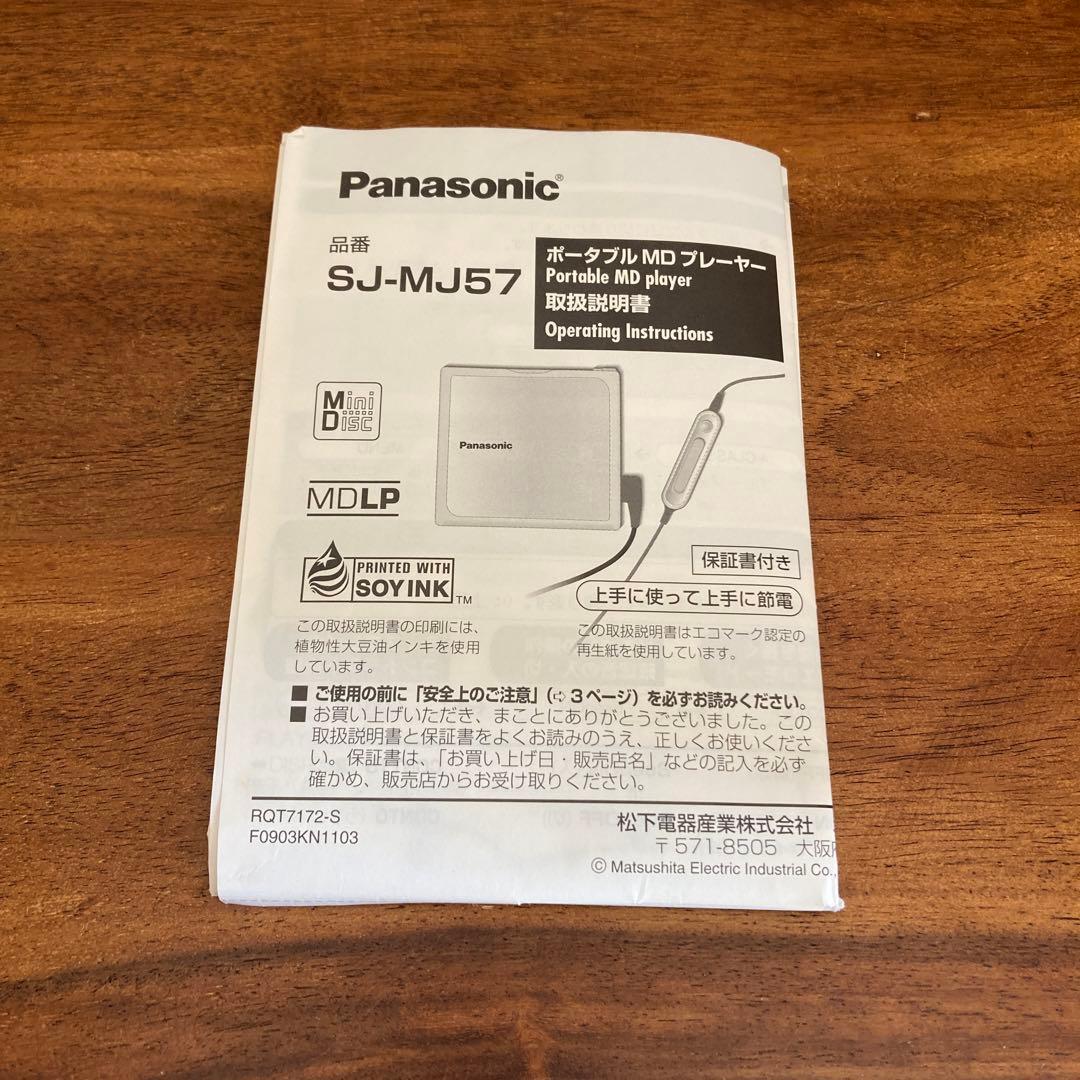 Panasonic®
品番
SJ-MJ57
ポータブル MD プレーヤー
Portable MD player
取扱説明書
Operating Instructions
Mini
Disc
Panasonic
MDLP
PRINTED WITH
SOY INK TM
保証書付き
上手に使って上手に節電
この取扱説明書の印刷には、
植物性大豆油インキを使用
しています。
この取扱説明書はエコマーク認定の
再生紙を使用しています。
■ ご使用の前に「安全上のご注意」(⇨ 3 ページ) を必ずお読みください。
■ お買い上げいただき、まことにありがとうございました。この
取扱説明書と保証書をよくお読みのうえ、正しくお使いくださ
い。保証書は、「お買い上げ日・販売店名」などの記入を必ず
確かめ、販売店からお受け取りください。
RQT7172-S
F0903KN1103
松下電器産業株式会社
〒571-8505 大阪
© Matsushita Electric Industrial Co.,